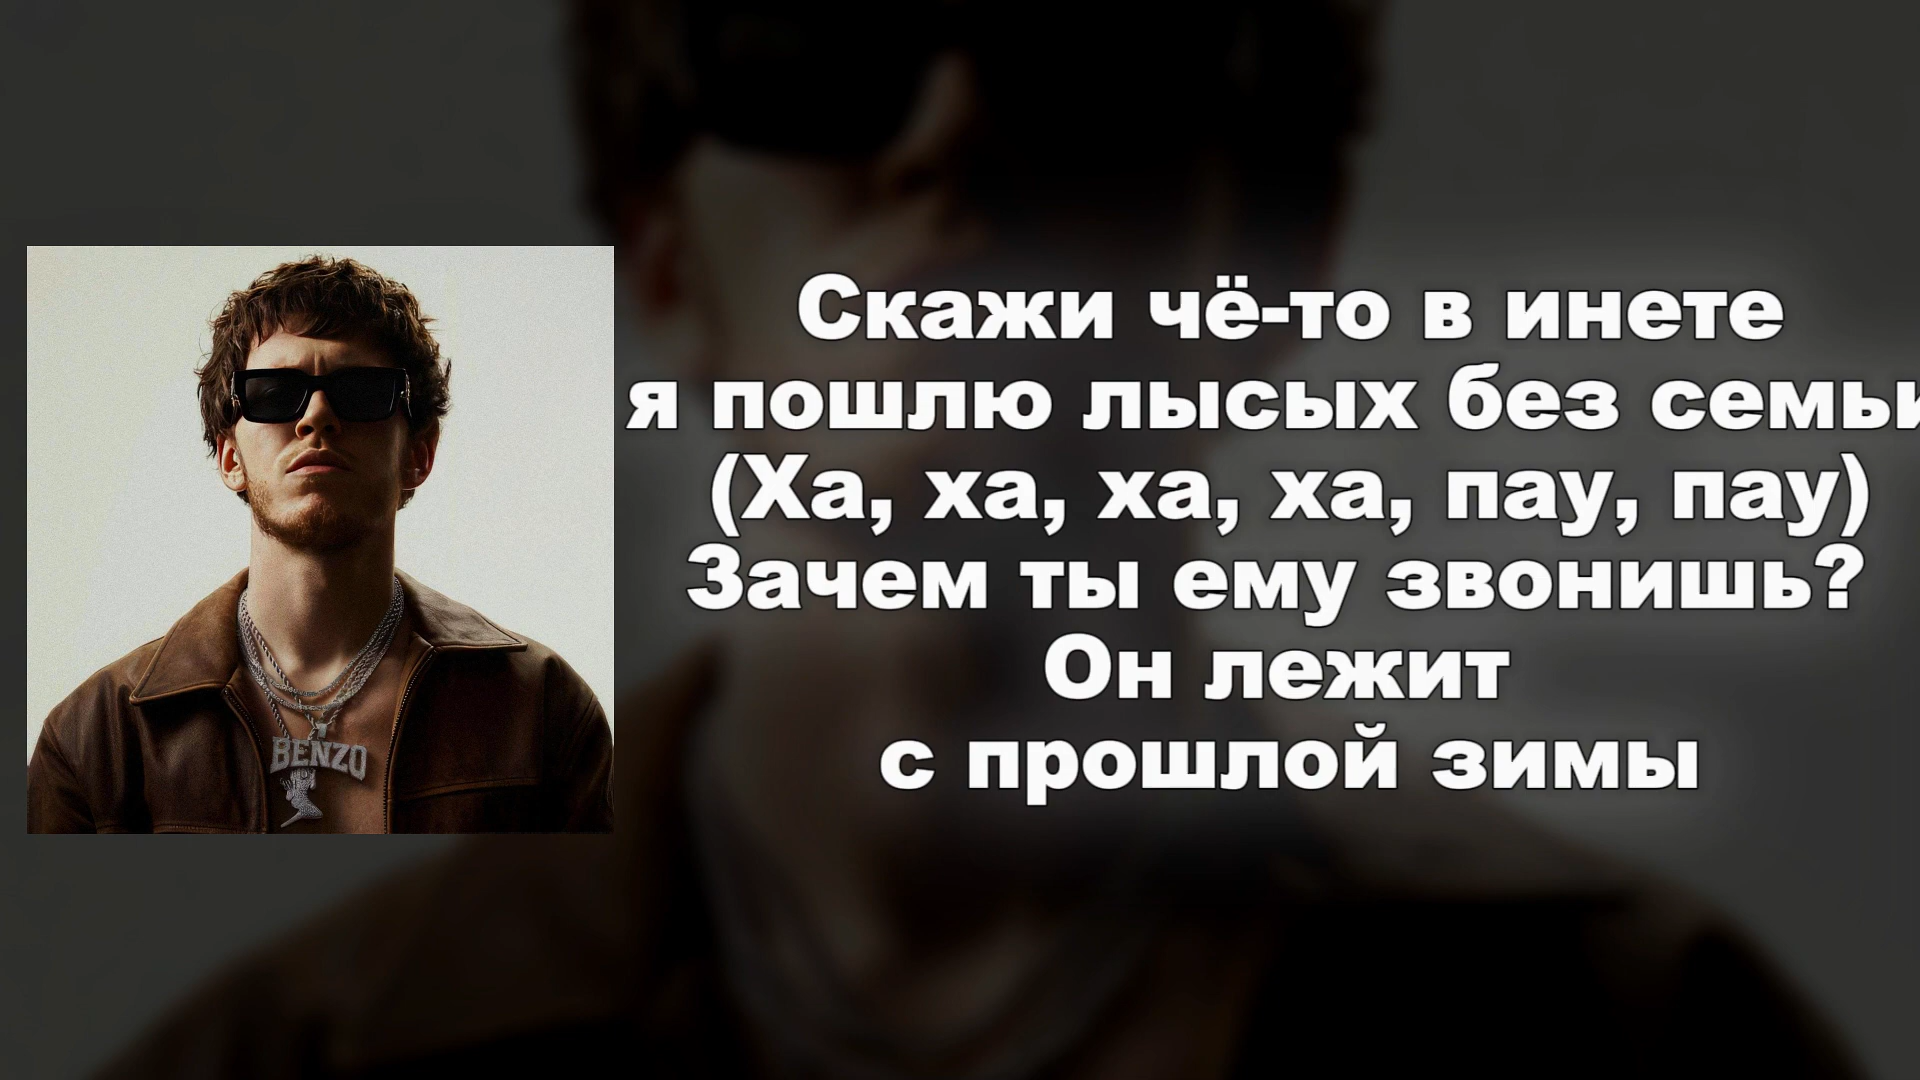 BENZO
Скажи чё-то в инете
я пошлю лысых без семьи
(Ха, ха, ха, ха, пау, пау)
Зачем ты ему звонишь?
Он лежит
с прошлой зимы